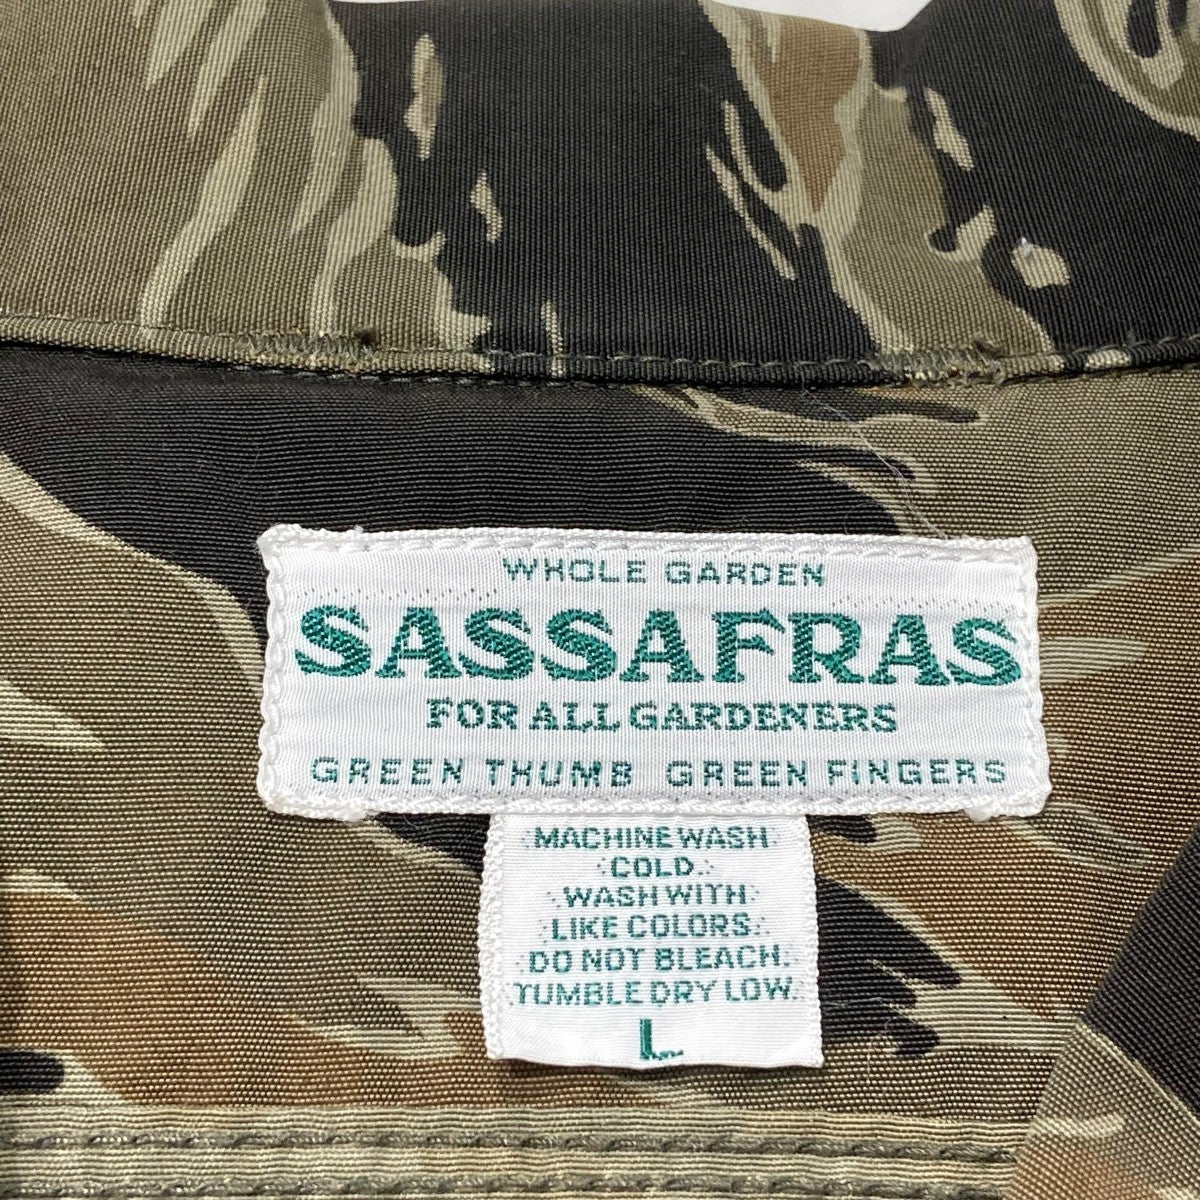 WHOLE GARDEN
SASSAFRAS
FOR ALL GARDENERS
GREEN THUMB GREEN FINGERS
MACHINE WASH
COLD.
WASH WITH
LIKE COLORS.
DO NOT BLEACH.
TUMBLE DRY LOW.
L